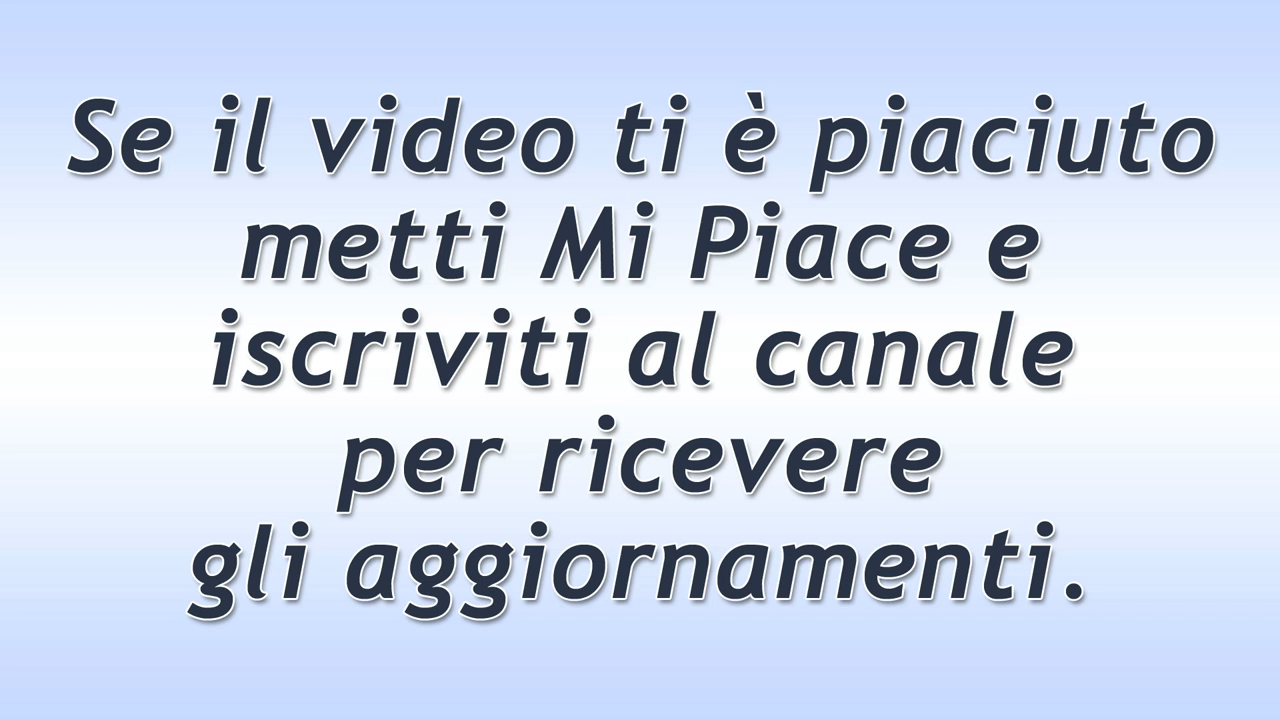 Se il video ti è piaciuto
metti Mi Piace e
iscriviti al canale
per ricevere
gli aggiornamenti.